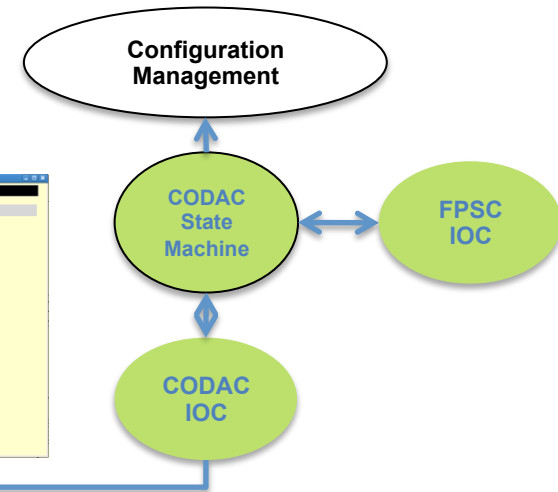 Configuration
Management
CODAC
State
Machine
FPSC
IOC
CODAC
IOC